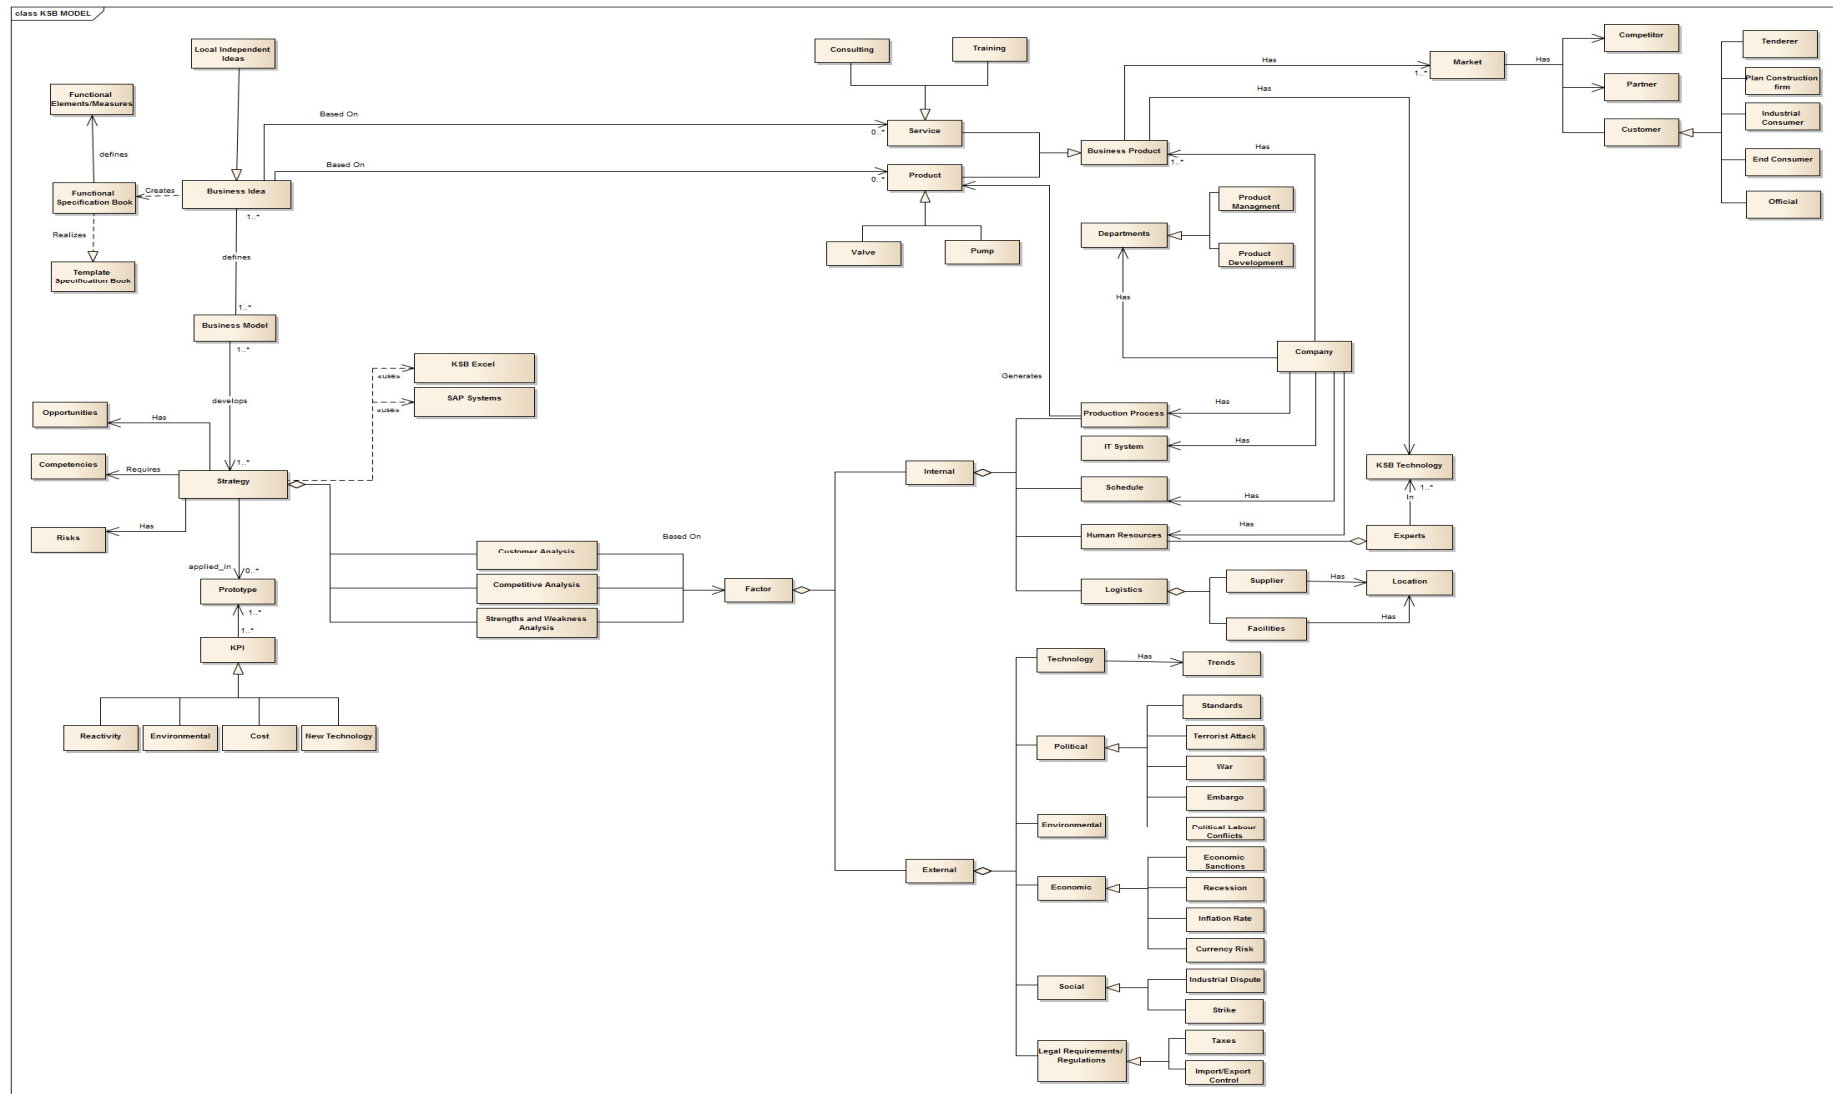 class KSB MODEL
Local Independent
Ideas
Functional
Elements/Measures
defines
Functional
Specification Book
Creates
Realizes
Template
Specification Book
Business Idea
1..*
Based On
0..*
Based On
0..*
defines
1..*
Business Model
1..*
develops
1..*
Opportunities
Has
Competencies
Requires
Risks
Has
Strategy
KSB Excel
«use»
SAP Systems
«use»
applied_in
0..*
Prototype
1..*
1..*
KPI
Reactivity
Environmental
Cost
New Technology
Customer Analysis
Competitive Analysis
Strengths and Weakness
Analysis
Based On
Factor
Consulting
Training
Service
Product
Valve
Pump
Business Product
1..*
Has
1..*
Has
Has
Market
Has
Competitor
Partner
Customer
Tenderer
Plan Construction
firm
Industrial
Consumer
End Consumer
Official
Departments
Product
Managment
Product
Development
Has
Company
Generates
Internal
Production Process
Has
IT System
Has
Schedule
Has
Human Resources
Has
KSB Technology
1..*
In
Experts
Logistics
Supplier
Has
Location
Facilities
Has
External
Technology
Has
Trends
Political
Standards
Terrorist Attack
War
Embargo
Political Labour
Conflicts
Environmental
Economic
Economic
Sanctions
Recession
Inflation Rate
Currency Risk
Social
Industrial Dispute
Strike
Legal Requirements/
Regulations
Taxes
Import/Export
Control